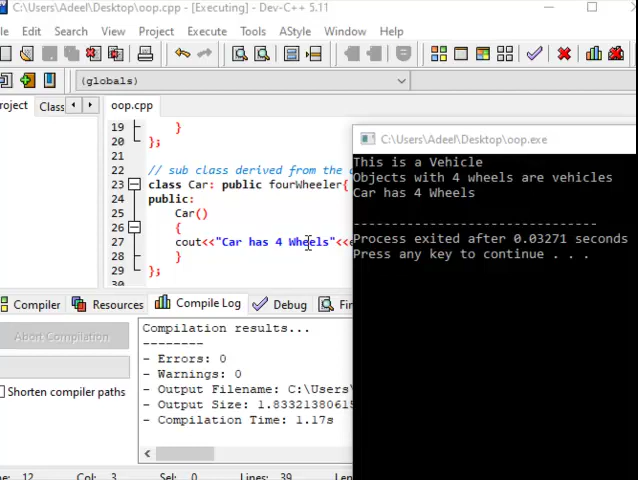 C:\Users\Adeel\Desktop\oop.cpp - [Executing] - Dev-C++ 5.11
Edit Search View Project Execute Tools AStyle Window Help
(globals)
Class
oop.cpp
19 }
20 };
21
22 // sub class derived from the
23 class Car: public fourWheeler{
24 public:
25 Car()
26 {
27 cout<<"Car has 4 Wheels"<<
28 }
29 };
30
C:\Users\Adeel\Desktop\oop.exe
This is a Vehicle
Objects with 4 wheels are vehicles
Car has 4 Wheels
--------------------------------
Process exited after 0.03271 seconds
Press any key to continue . . .
Compiler Resources Compile Log Debug
Abort Compilation
Shorten compiler paths
Compilation results...
--------
- Errors: 0
- Warnings: 0
- Output Filename: C:\Users\
- Output Size: 1.8332138061
- Compilation Time: 1.17s
12 Col: 3 Sel: 0 Lines: 39